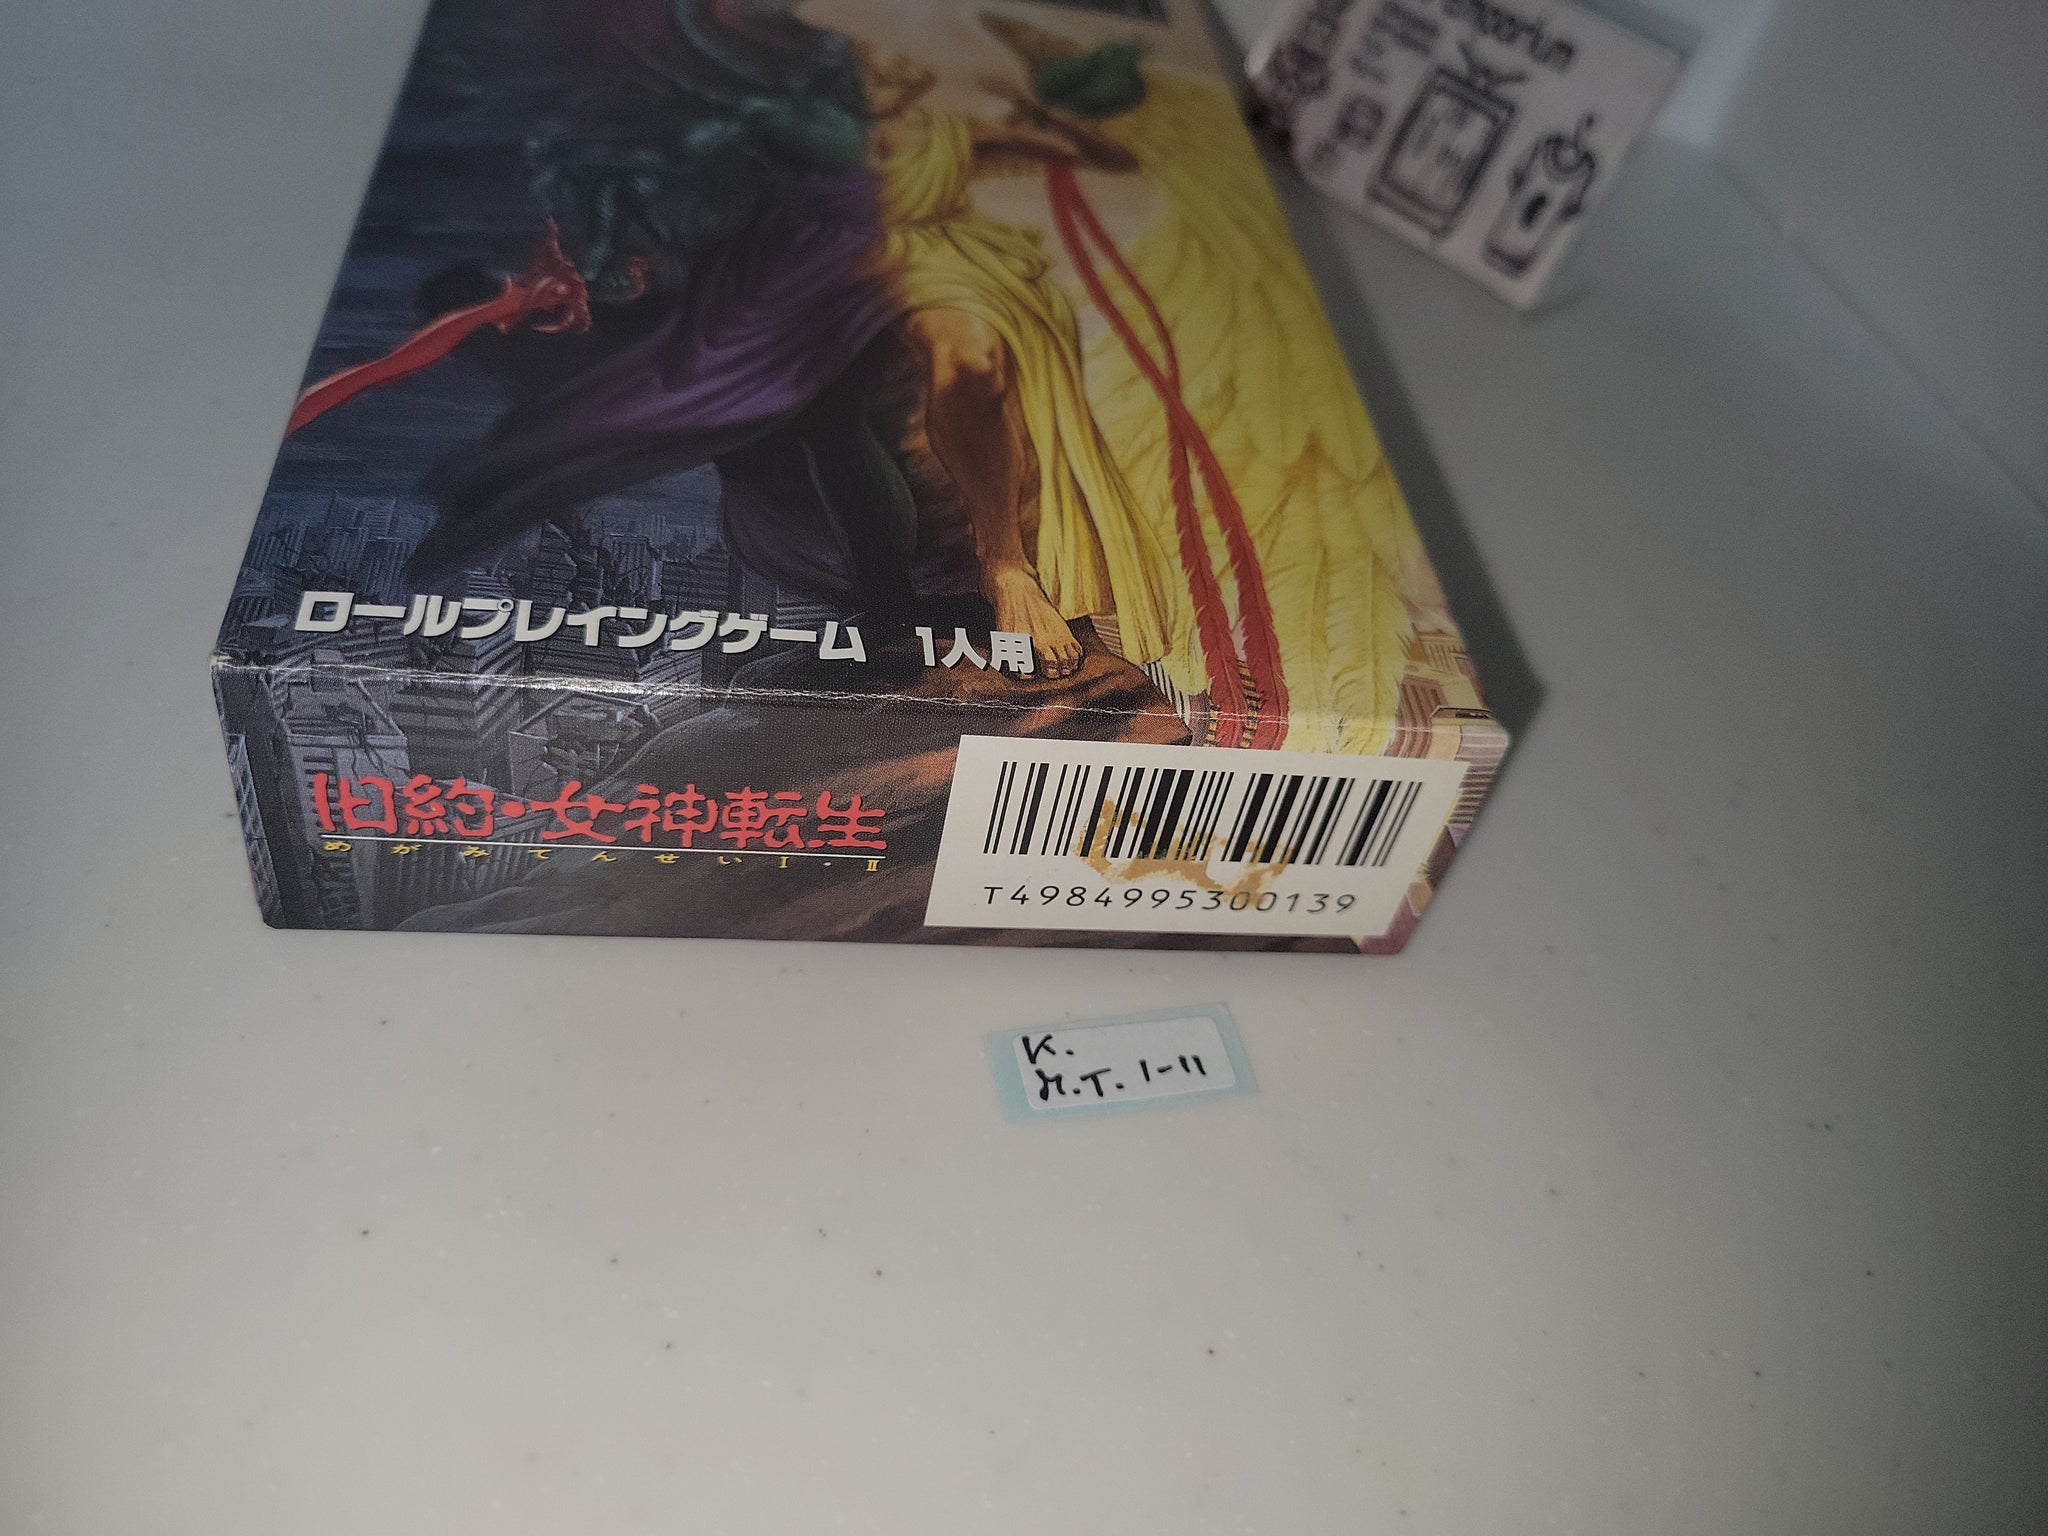 emporium
ロールプレイングゲーム 1人用
旧約・女神転生
めがみてんせいI・II
T4984995300139
K.
M.T. I-II